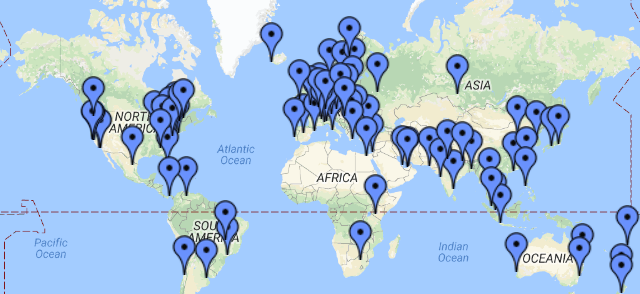 ASIA
NORTH
AMERICA
Atlantic
Ocean
AFRICA
SOUTH
AMERICA
Pacific
Ocean
Indian
Ocean
OCEANIA